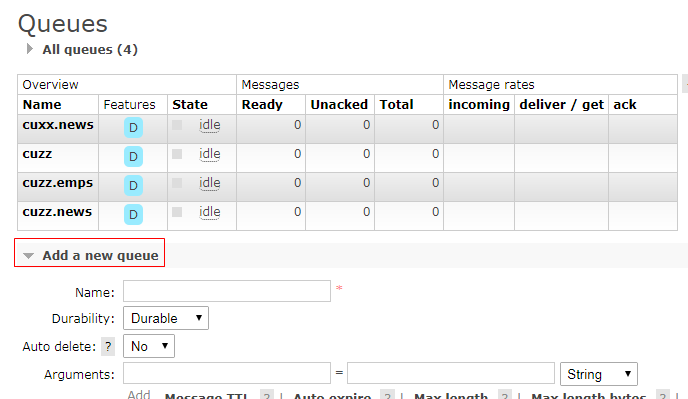 Queues
All queues (4)
Overview Messages Message rates
Name Features State Ready Unacked Total incoming deliver / get ack
cuxx.news D idle 0 0 0
cuzz D idle 0 0 0
cuzz.emps D idle 0 0 0
cuzz.news D idle 0 0 0
Add a new queue
Name: *
Durability: Durable
Auto delete: ? No
Arguments: = String
Add Message TTL ? | Auto expire ? | Max length ? | Max length bytes ? |